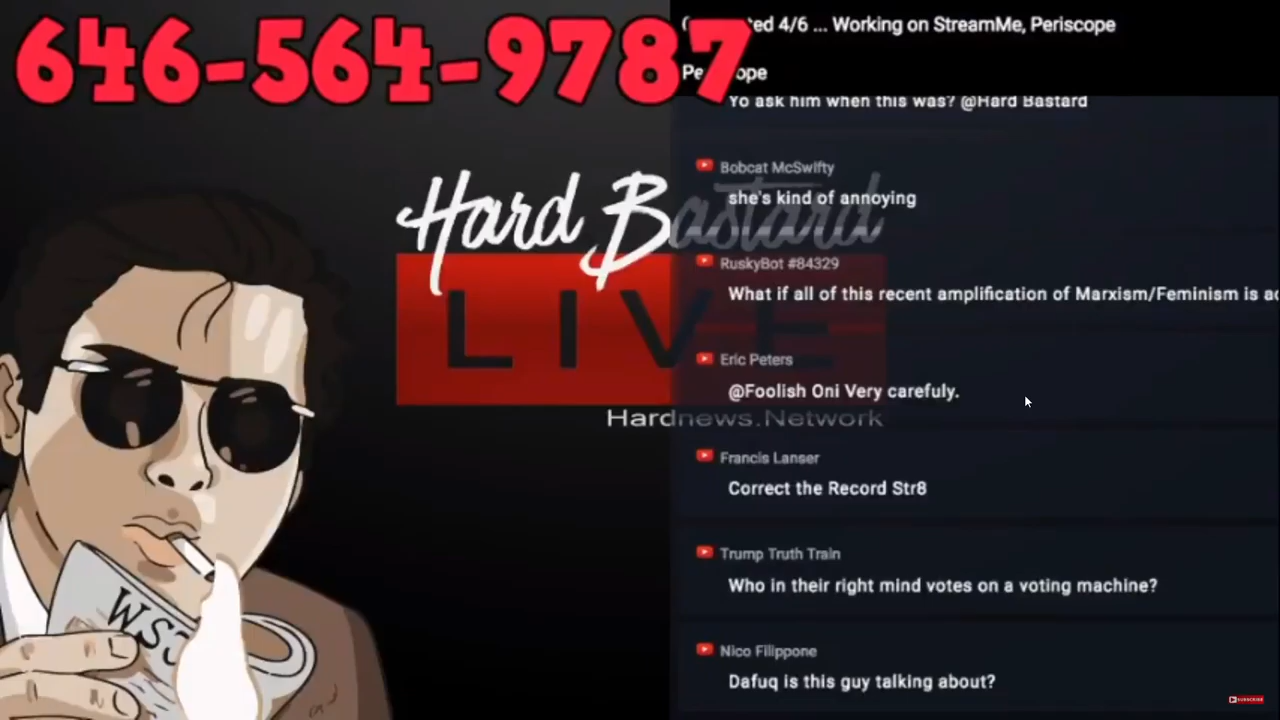 646-564-9787
ted 4/6 ... Working on StreamMe, Periscope
Yo ask him when this was? @Hard Bastard
Bobcat McSwifty
she's kind of annoying
RuskyBot #84329
What if all of this recent amplification of Marxism/Feminism is
Eric Peters
@Foolish Oni Very carefuly.
Francis Lanser
Correct the Record Str8
Trump Truth Train
Who in their right mind votes on a voting machine?
Nico Filippone
Dafuq is this guy talking about?
Hard Bastard
LIVE
Hardnews.Network
WSJ
SUBSCRIBE